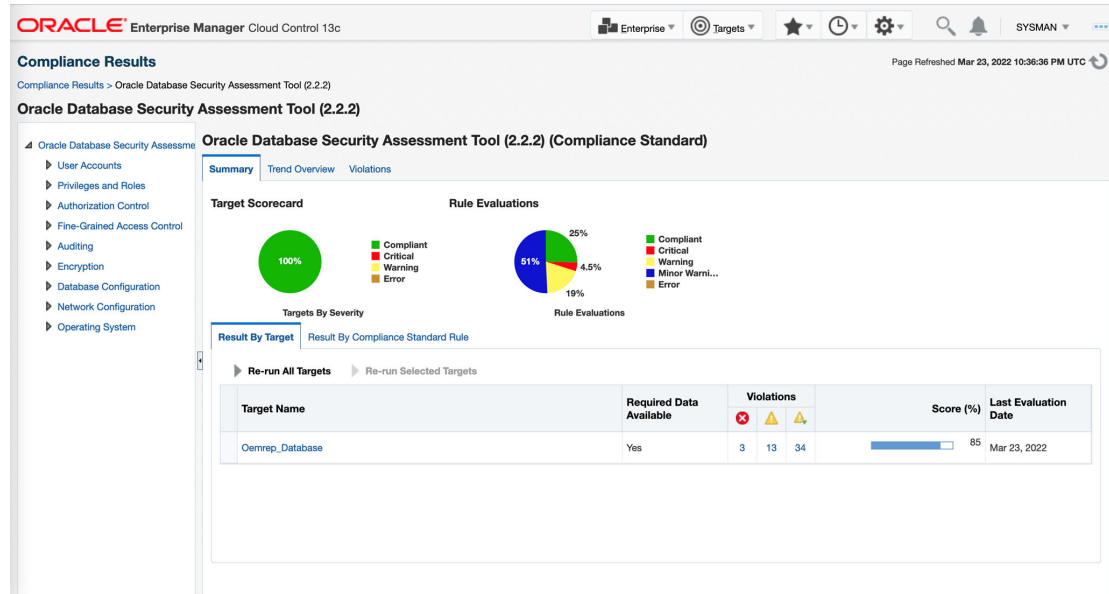 ORACLE Enterprise Manager Cloud Control 13c
Enterprise
Targets
SYSMAN
Compliance Results
Page Refreshed Mar 23, 2022 10:36:36 PM UTC
Compliance Results > Oracle Database Security Assessment Tool (2.2.2)
Oracle Database Security Assessment Tool (2.2.2)
Oracle Database Security Assessme
User Accounts
Privileges and Roles
Authorization Control
Fine-Grained Access Control
Auditing
Encryption
Database Configuration
Network Configuration
Operating System
Oracle Database Security Assessment Tool (2.2.2) (Compliance Standard)
Summary
Trend Overview
Violations
Target Scorecard
100%
Compliant
Critical
Warning
Error
Targets By Severity
Rule Evaluations
25%
51%
4.5%
19%
Compliant
Critical
Warning
Minor Warni...
Error
Rule Evaluations
Result By Target
Result By Compliance Standard Rule
Re-run All Targets
Re-run Selected Targets
Target Name
Required Data
Available
Violations
Score (%)
Last Evaluation
Date
Oemrep_Database
Yes
3
13
34
85
Mar 23, 2022